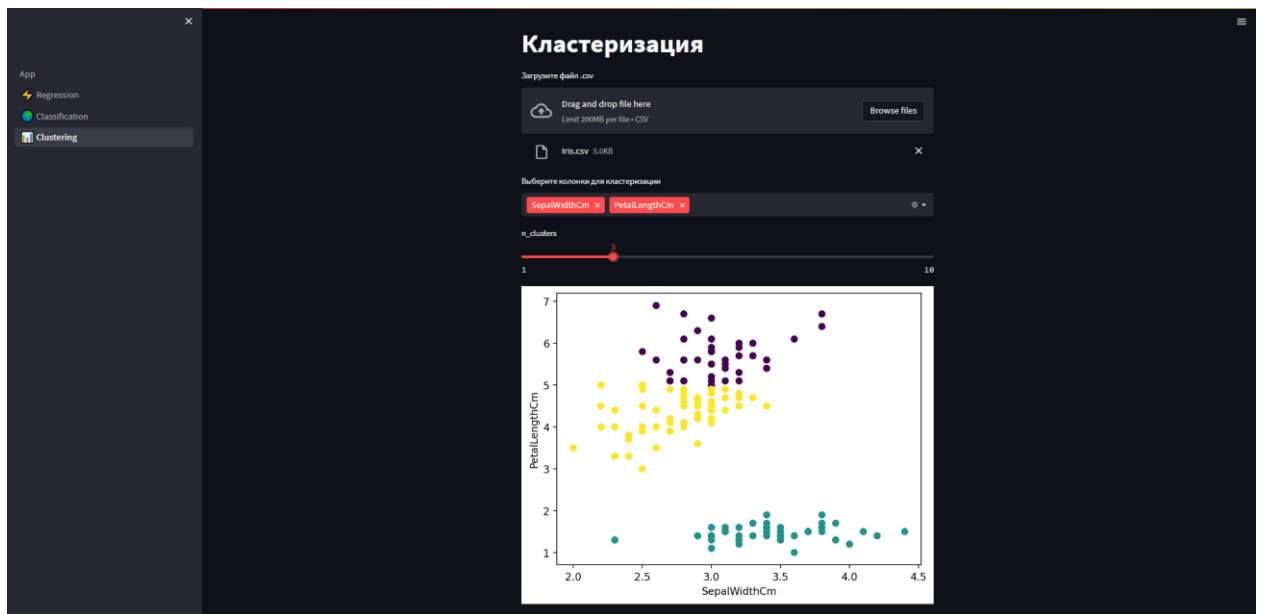 App
Regression
Classification
Clustering
Кластеризация
Загрузите файл .csv
Drag and drop file here
Limit 200MB per file • CSV
Browse files
Iris.csv 5.0KB
Выберите колонки для кластеризации
SepalWidthCm × PetalLengthCm ×
n_clusters
3
1 10
7
6
5
4
3
2
1
PetalLengthCm
2.0 2.5 3.0 3.5 4.0 4.5
SepalWidthCm